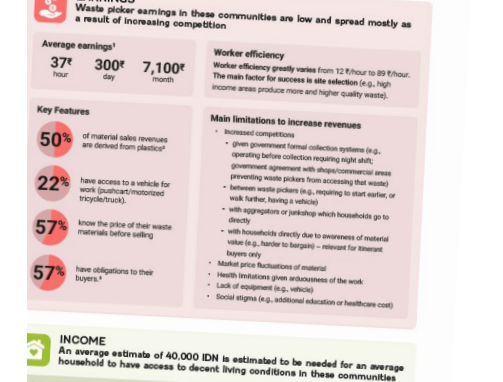 Waste picker earnings in these communities are low and spread mostly as
a result of increasing competition
Average earnings¹
37₹
hour
300₹
day
7,100₹
month
Worker efficiency
Worker efficiency greatly varies from 12 ₹/hour to 89 ₹/hour.
The main factor for success is site selection (e.g., high
income areas produce more and higher quality waste).
Key Features
50%
of material sales revenues
are derived from plastics²
22%
have access to a vehicle for
work (pushcart/motorized
tricycle/truck).
57%
know the price of their waste
materials before selling
57%
have obligations to their
buyers.³
Main limitations to increase revenues
• Increased competitions
• given government formal collection systems (e.g.,
operating before collection requiring night shift;
government agreement with shops/commercial areas
preventing waste pickers from accessing that waste)
• between waste pickers (e.g., requiring to start earlier, or
walk further, having a vehicle)
• with aggregators or junkshop which households go to
directly
• with households directly due to awareness of material
value (e.g., harder to bargain) – relevant for itinerant
buyers only
• Market price fluctuations of material
• Health limitations given arduousness of the work
• Lack of equipment (e.g., vehicle)
• Social stigma (e.g., additional education or healthcare cost)
INCOME
An average estimate of 40,000 IDN is estimated to be needed for an average
household to have access to decent living conditions in these communities